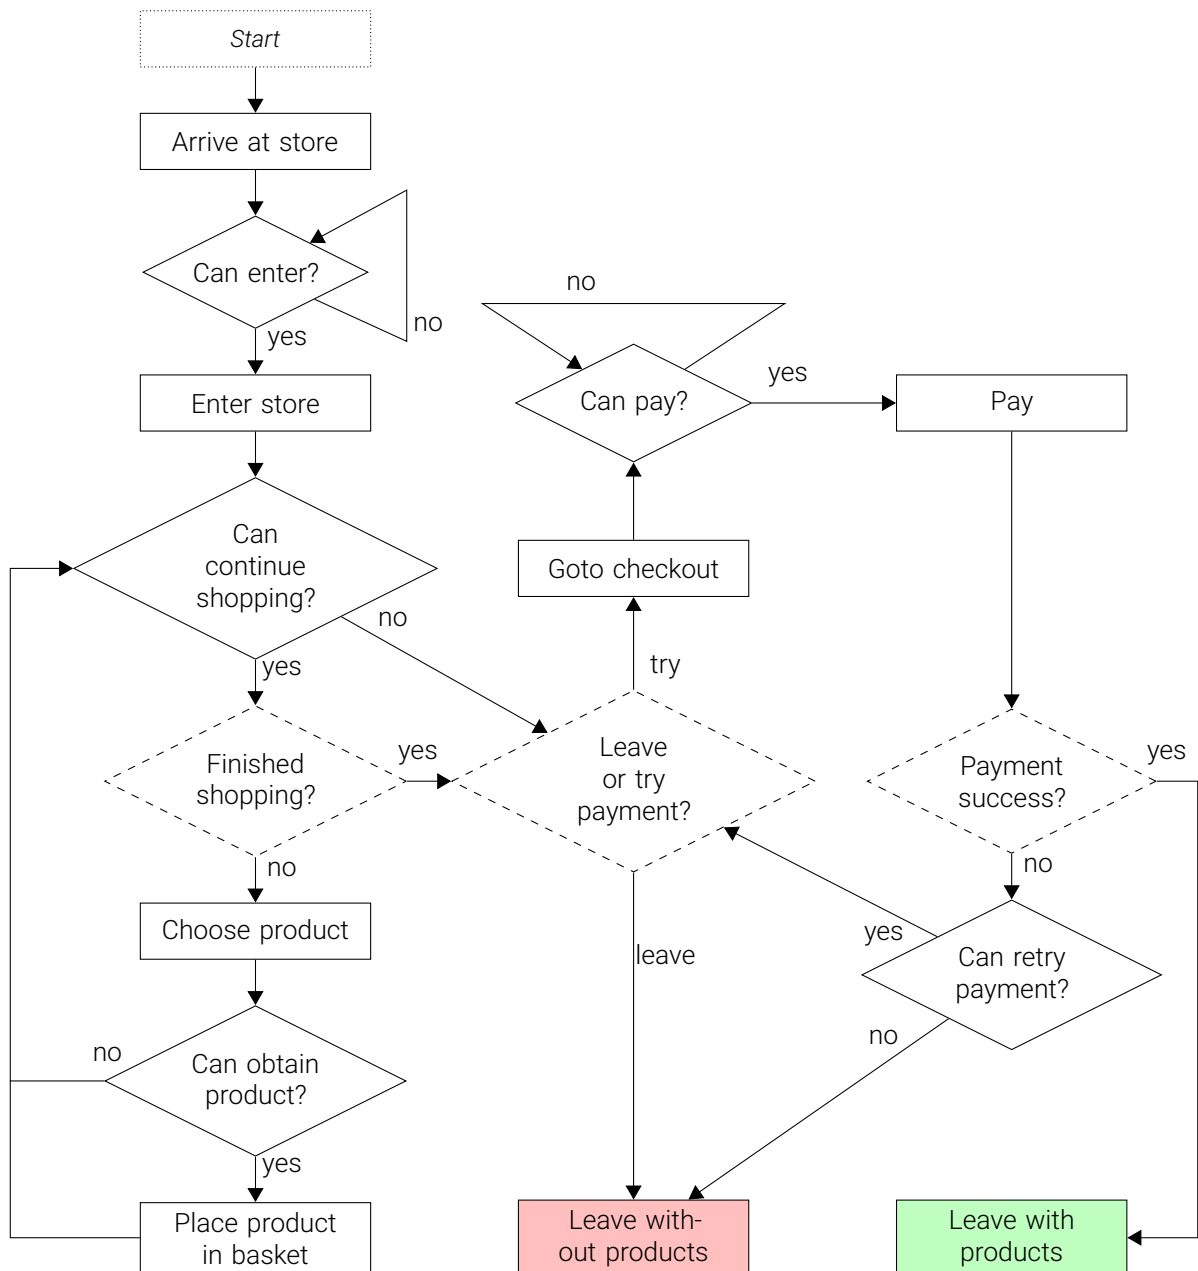 Start
Arrive at store
Can enter?
no
yes
Enter store
Can
continue
shopping?
no
yes
Finished
shopping?
yes
no
Choose product
Can obtain
product?
no
yes
Place product
in basket
no
Can pay?
yes
Pay
Goto checkout
try
Leave
or try
payment?
leave
Payment
success?
yes
no
Can retry
payment?
yes
no
Leave with-
out products
Leave with
products